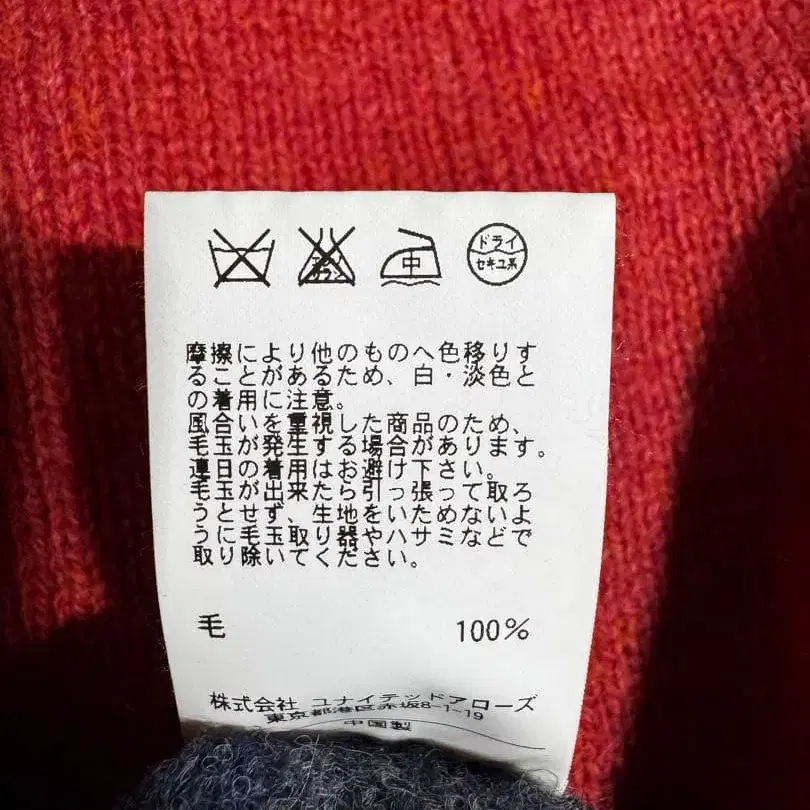 中 ドライ
セキユ系
摩擦により他のものへ色移りす
ることがあるため、白・淡色と
の着用に注意。
風合いを重視した商品のため、
毛玉が発生する場合があります。
連日の着用はお避け下さい。
毛玉が出来たら引っ張って取ろ
うとせず、生地をいためないよ
うに毛玉取り器やハサミなどで
取り除いてください。
毛 100%
株式会社 ユナイテッドアローズ
東京都港区赤坂8-1-19
中国製